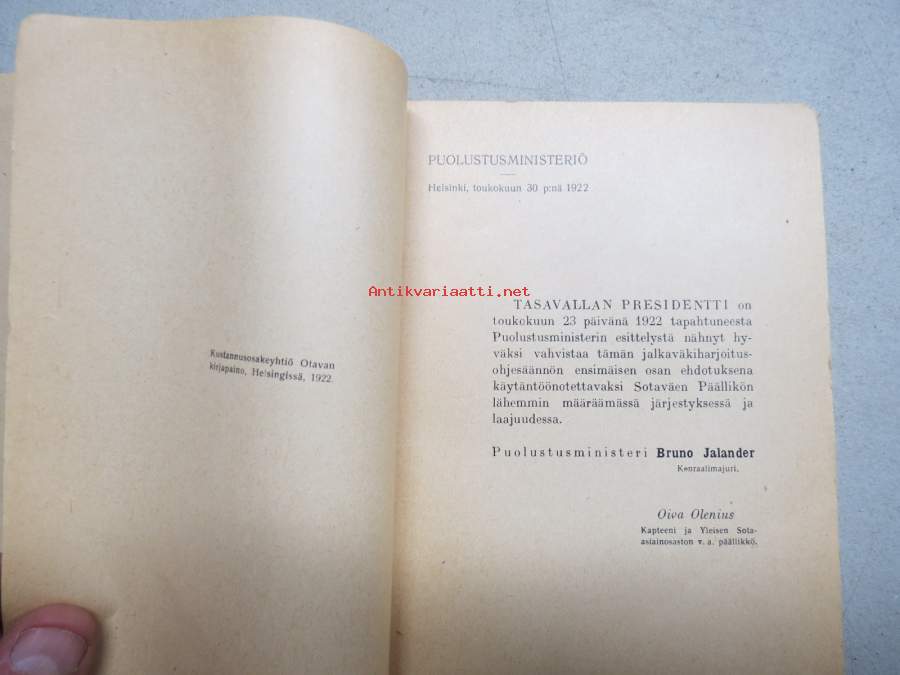 Kustannusosakeyhtiö Otavan
kirjapaino, Helsingissä, 1922.
PUOLUSTUSMINISTERIÖ
Helsinki, toukokuun 30 p:nä 1922
Antikvariaatti.net
TASAVALLAN PRESIDENTTI on
toukokuun 23 päivänä 1922 tapahtuneesta
Puolustusministerin esittelystä nähnyt hy-
väksi vahvistaa tämän jalkaväkiharjoitus-
ohjesäännön ensimäisen osan ehdotuksena
käytäntöönotettavaksi Sotaväen Päällikön
lähemmin määräämässä järjestyksessä ja
laajuudessa.
Puolustusministeri Bruno Jalander
Kenraalimajuri.
Oiva Olenius
Kapteeni ja Yleisen Sota-
asiainosaston v. a. päällikkö.